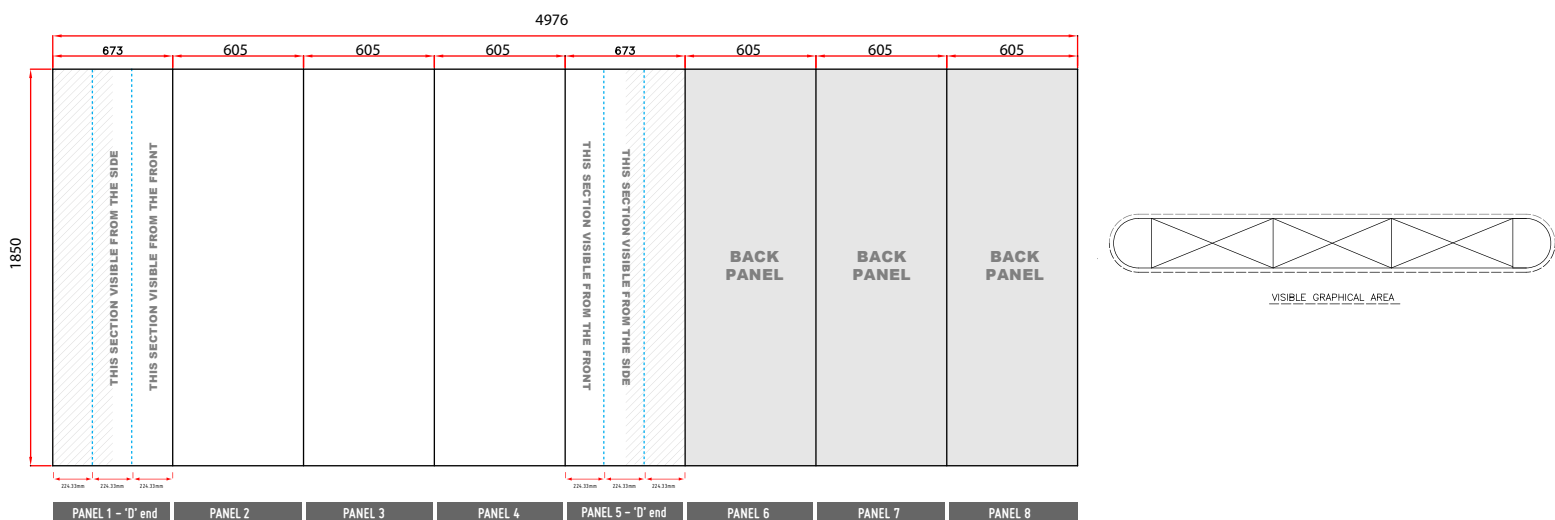 4976
673
605
605
605
673
605
605
605
1850
THIS SECTION VISIBLE FROM THE SIDE
THIS SECTION VISIBLE FROM THE FRONT
THIS SECTION VISIBLE FROM THE FRONT
THIS SECTION VISIBLE FROM THE SIDE
BACK
PANEL
BACK
PANEL
BACK
PANEL
VISIBLE GRAPHICAL AREA
224.33mm
224.33mm
224.33mm
224.33mm
224.33mm
224.33mm
PANEL 1 - 'D' end
PANEL 2
PANEL 3
PANEL 4
PANEL 5 - 'D' end
PANEL 6
PANEL 7
PANEL 8